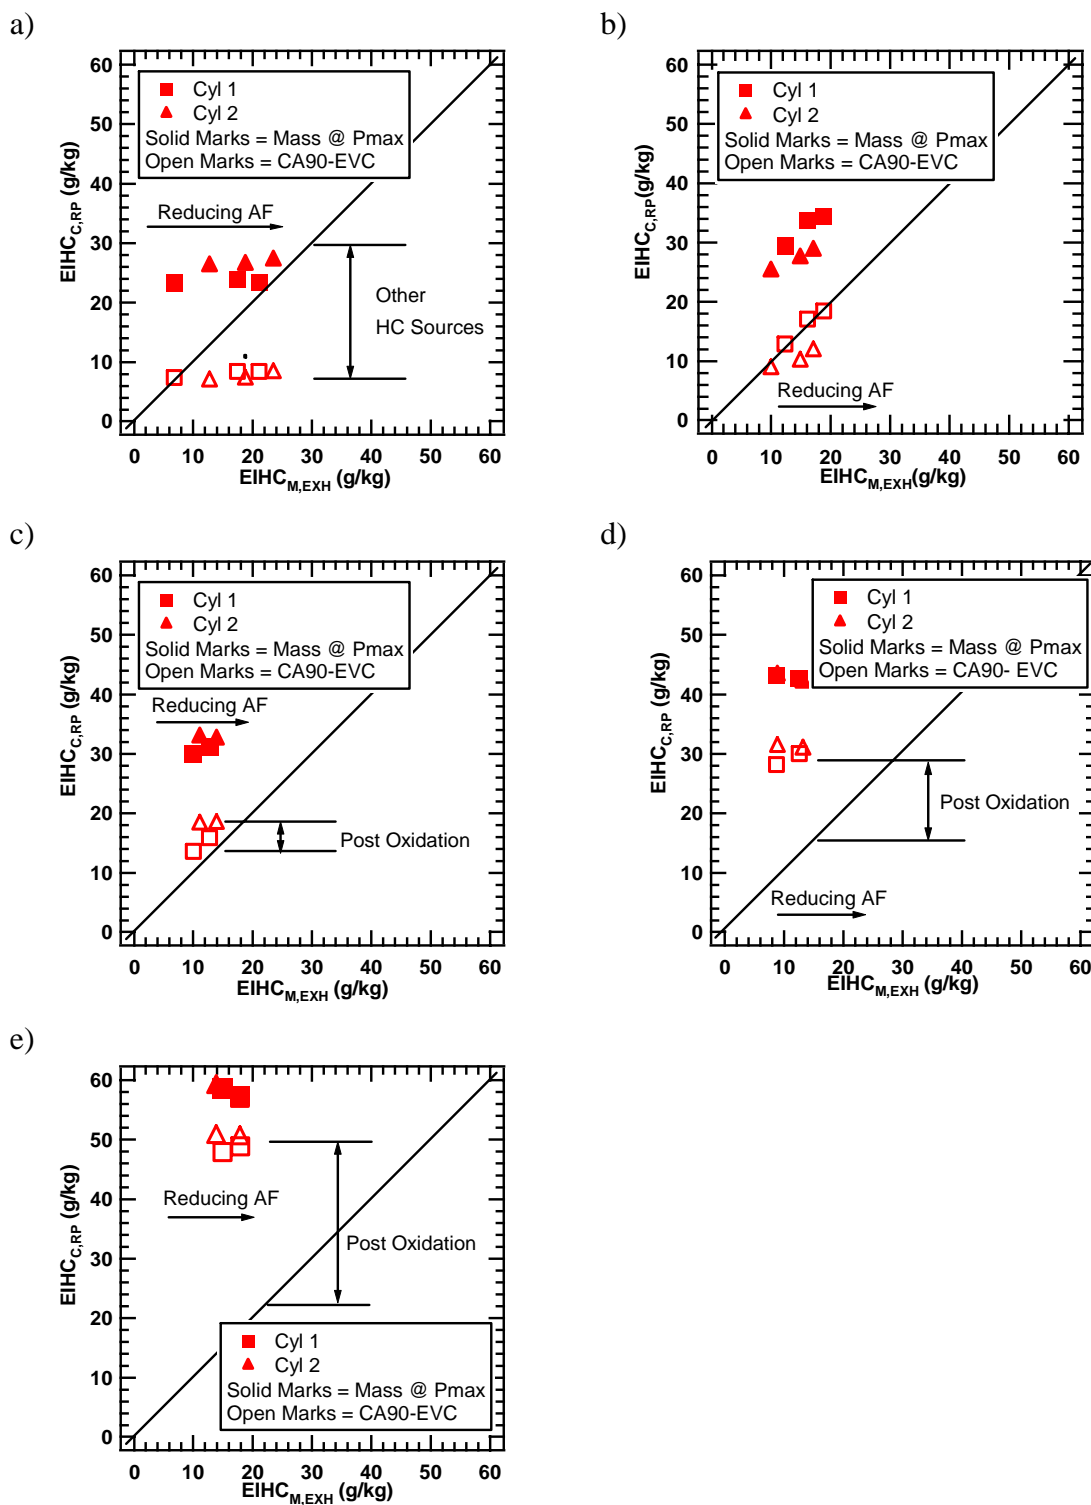 a)
60
50
40
30
20
10
0
EIHC_C,RP (g/kg)
Cyl 1
Cyl 2
Solid Marks = Mass @ Pmax
Open Marks = CA90-EVC
Reducing AF
Other
HC Sources
0 10 20 30 40 50 60
EIHC_M,EXH (g/kg)
b)
60
50
40
30
20
10
0
EIHC_C,RP(g/kg)
Cyl 1
Cyl 2
Solid Marks = Mass @ Pmax
Open Marks = CA90-EVC
Reducing AF
0 10 20 30 40 50 60
EIHC_M,EXH(g/kg)
c)
60
50
40
30
20
10
0
EIHC_C,RP (g/kg)
Cyl 1
Cyl 2
Solid Marks = Mass @ Pmax
Open Marks = CA90-EVC
Reducing AF
Post Oxidation
0 10 20 30 40 50 60
EIHC_M,EXH (g/kg)
d)
60
50
40
30
20
10
0
EIHC_C,RP (g/kg)
Cyl 1
Cyl 2
Solid Marks = Mass @ Pmax
Open Marks = CA90- EVC
Post Oxidation
Reducing AF
0 10 20 30 40 50 60
EIHC_M,EXH (g/kg)
e)
60
50
40
30
20
10
0
EIHC_C,RP (g/kg)
Reducing AF
Post Oxidation
Cyl 1
Cyl 2
Solid Marks = Mass @ Pmax
Open Marks = CA90-EVC
0 10 20 30 40 50 60
EIHC_M,EXH (g/kg)